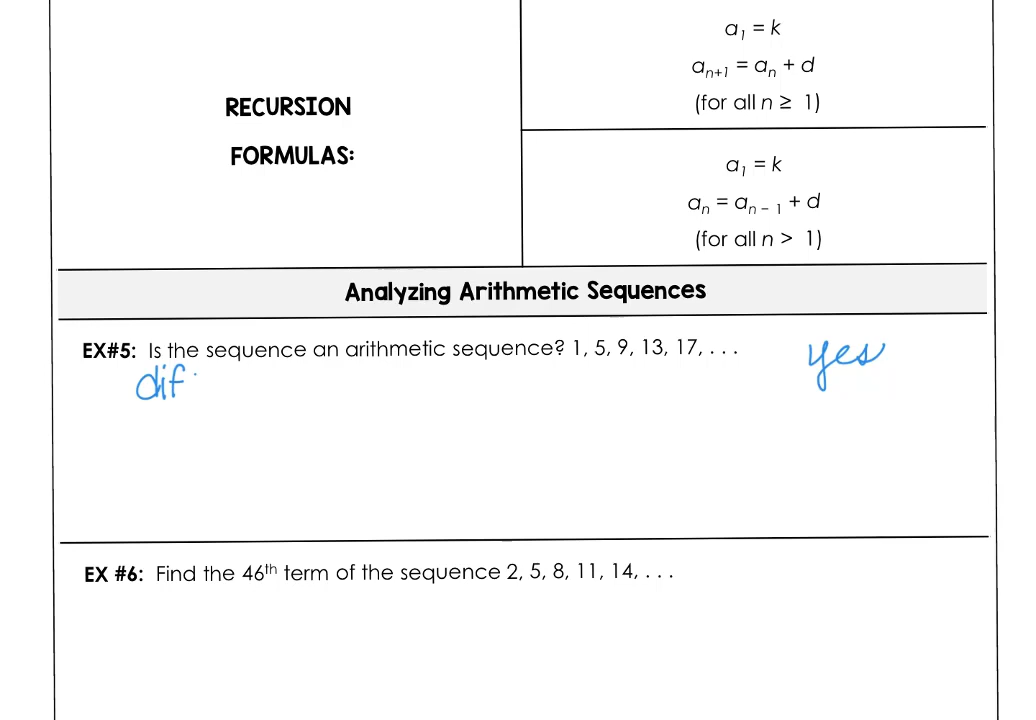 a₁ = k
aₙ₊₁ = aₙ + d
(for all n ≥ 1)
RECURSION
FORMULAS:
a₁ = k
aₙ = aₙ₋₁ + d
(for all n > 1)
Analyzing Arithmetic Sequences
EX#5: Is the sequence an arithmetic sequence? 1, 5, 9, 13, 17, . . . yes
dif
EX #6: Find the 46ᵗʰ term of the sequence 2, 5, 8, 11, 14, . . .